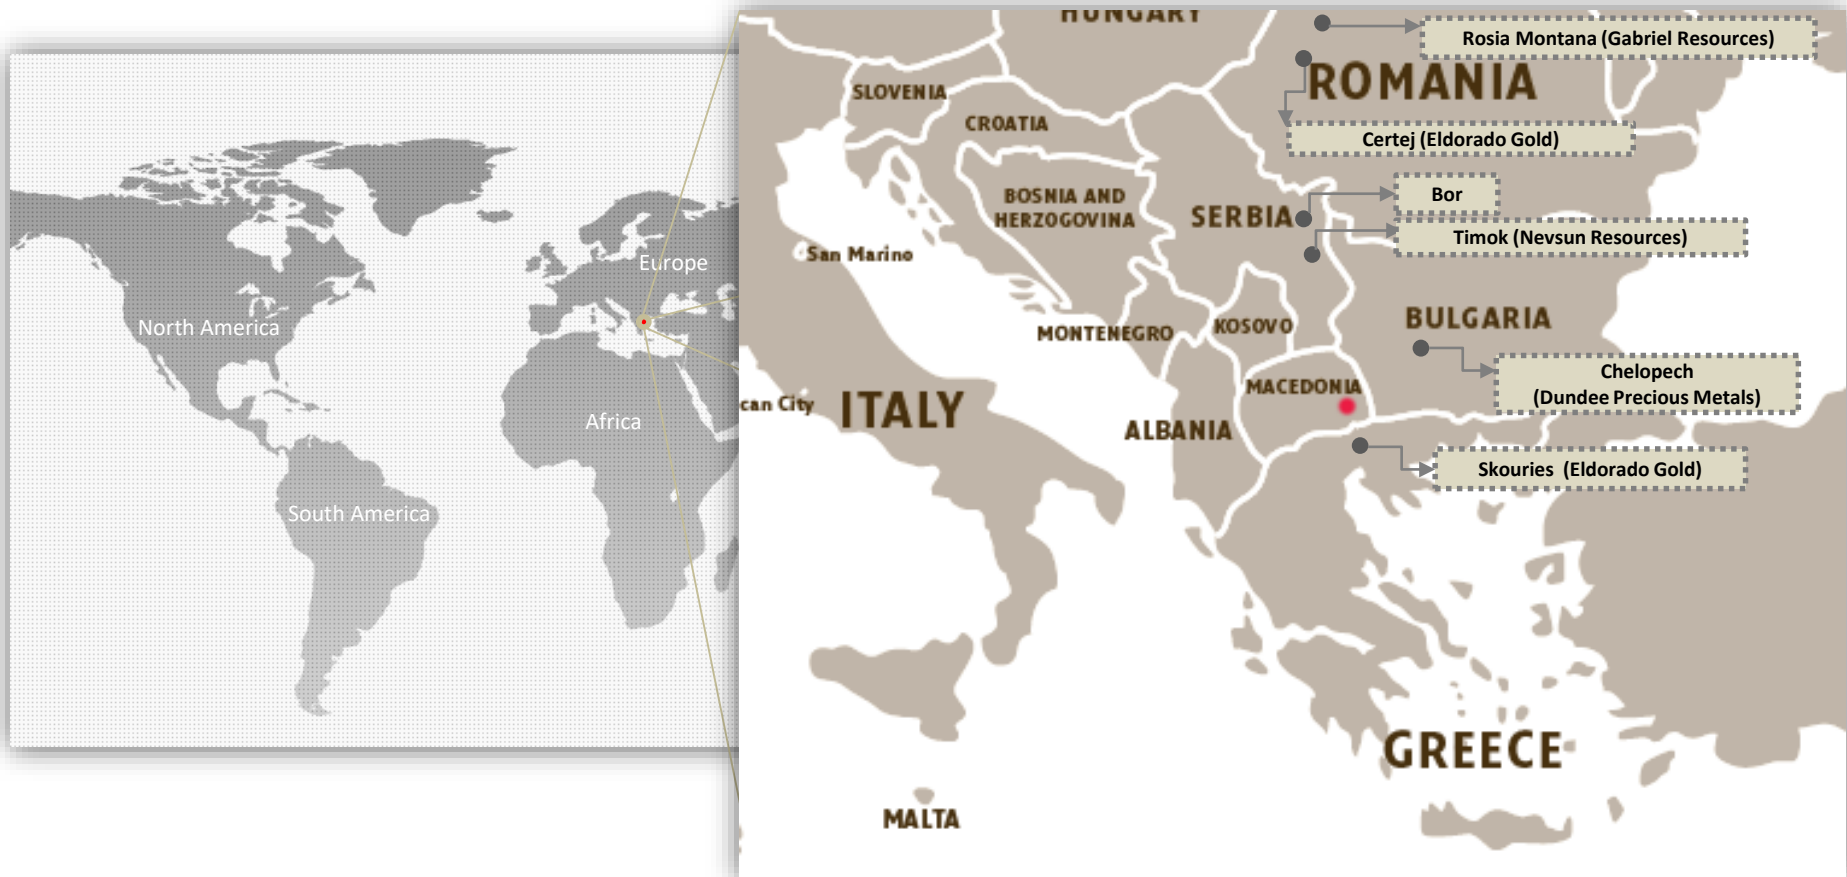 North America
Europe
Africa
South America
HUNGARY
Rosia Montana (Gabriel Resources)
ROMANIA
SLOVENIA
CROATIA
Certej (Eldorado Gold)
BOSNIA AND
HERZOGOVINA
Bor
SERBIA
Timok (Nevsun Resources)
San Marino
BULGARIA
MONTENEGRO
KOSOVO
Chelopech
(Dundee Precious Metals)
MACEDONIA
can City
ITALY
ALBANIA
Skouries (Eldorado Gold)
GREECE
MALTA